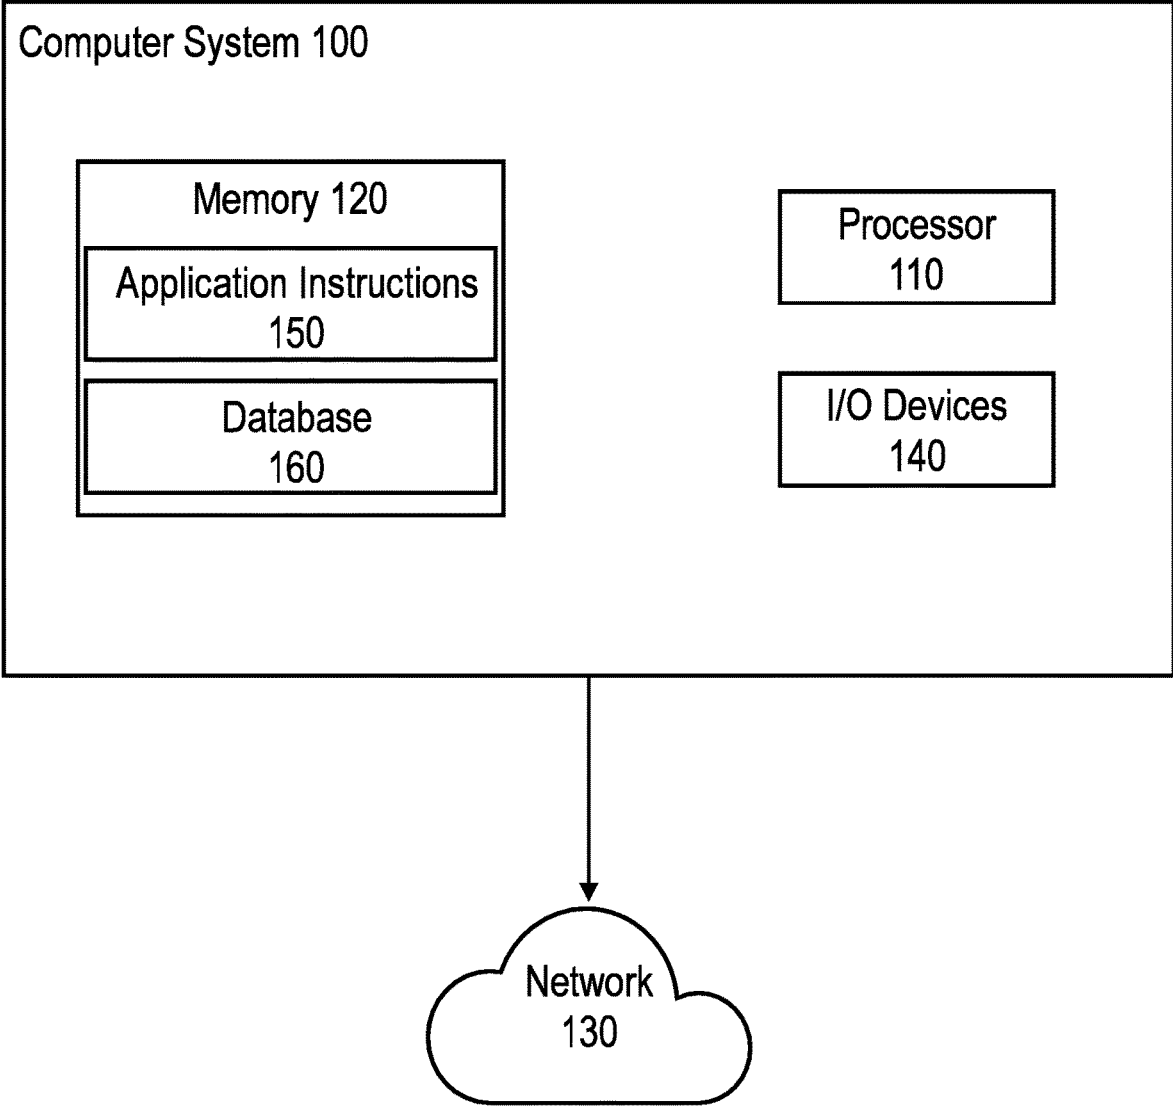 Computer System 100
Memory 120
Application Instructions
150
Database
160
Processor
110
I/O Devices
140
Network
130